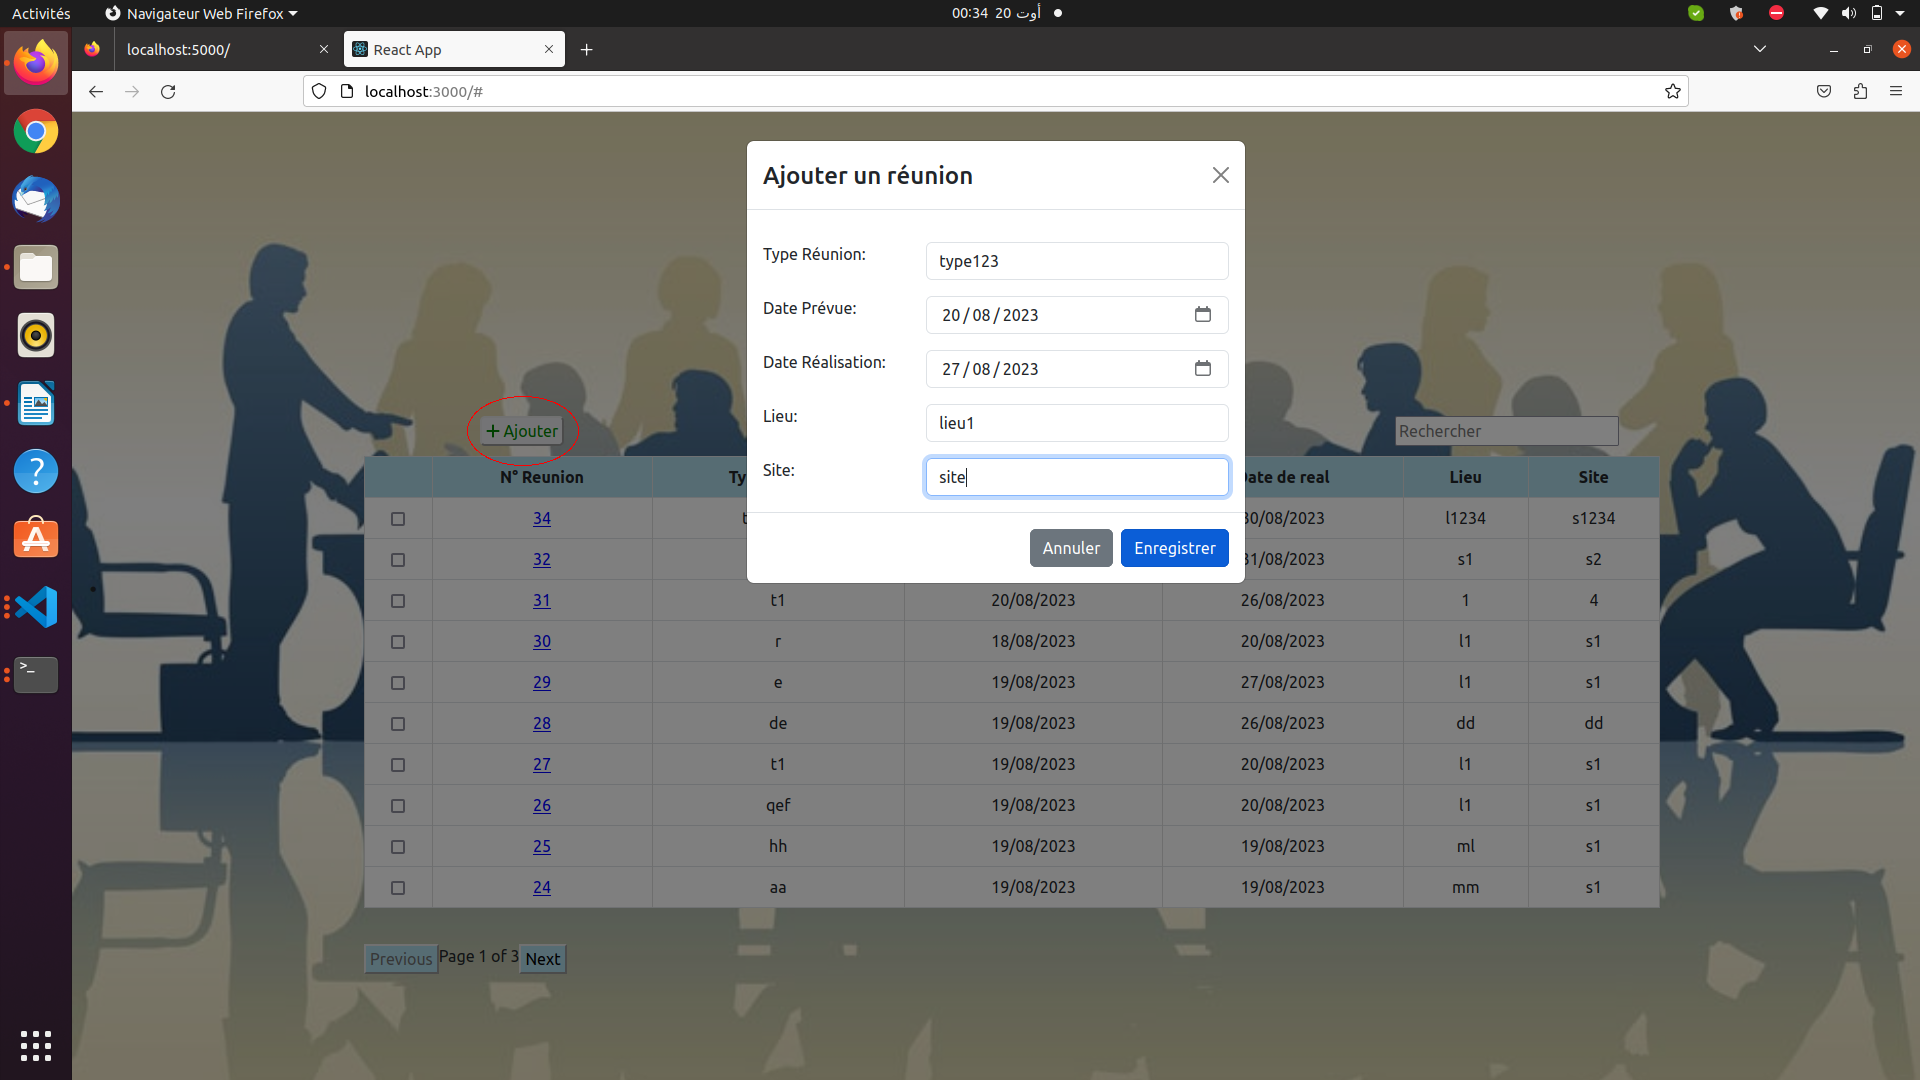 Activités
Navigateur Web Firefox
00:34 20 أوت
localhost:5000/
React App
localhost:3000/#
Ajouter un réunion
Type Réunion:
type123
Date Prévue:
20/08/2023
Date Réalisation:
27/08/2023
Lieu:
lieu1
Site:
site
Annuler
Enregistrer
+ Ajouter
Rechercher
N° Reunion Ty ate de real Lieu Site
34 t 30/08/2023 l1234 s1234
32 31/08/2023 s1 s2
31 t1 20/08/2023 26/08/2023 1 4
30 r 18/08/2023 20/08/2023 l1 s1
29 e 19/08/2023 27/08/2023 l1 s1
28 de 19/08/2023 26/08/2023 dd dd
27 t1 19/08/2023 20/08/2023 l1 s1
26 qef 19/08/2023 20/08/2023 l1 s1
25 hh 19/08/2023 19/08/2023 ml s1
24 aa 19/08/2023 19/08/2023 mm s1
Previous Page 1 of 3 Next